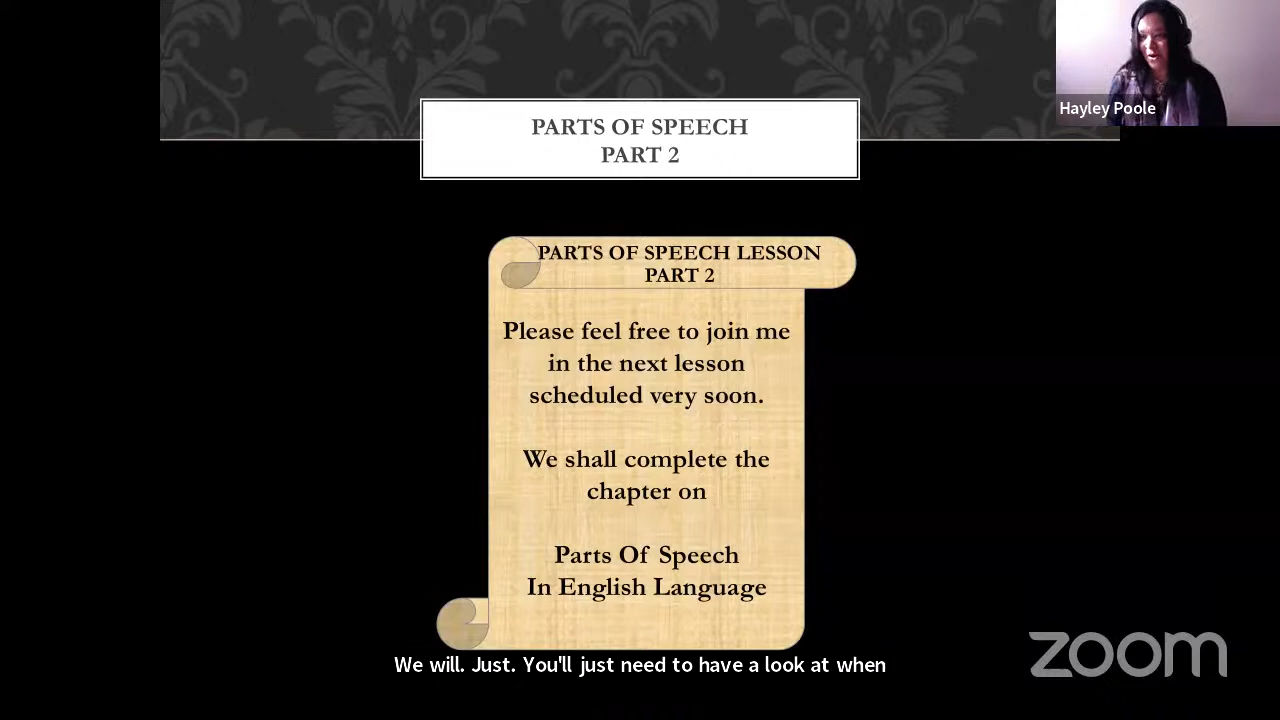 Hayley Poole
PARTS OF SPEECH
PART 2
PARTS OF SPEECH LESSON
PART 2
Please feel free to join me
in the next lesson
scheduled very soon.
We shall complete the
chapter on
Parts Of Speech
In English Language
We will. Just. You'll just need to have a look at when
zoom